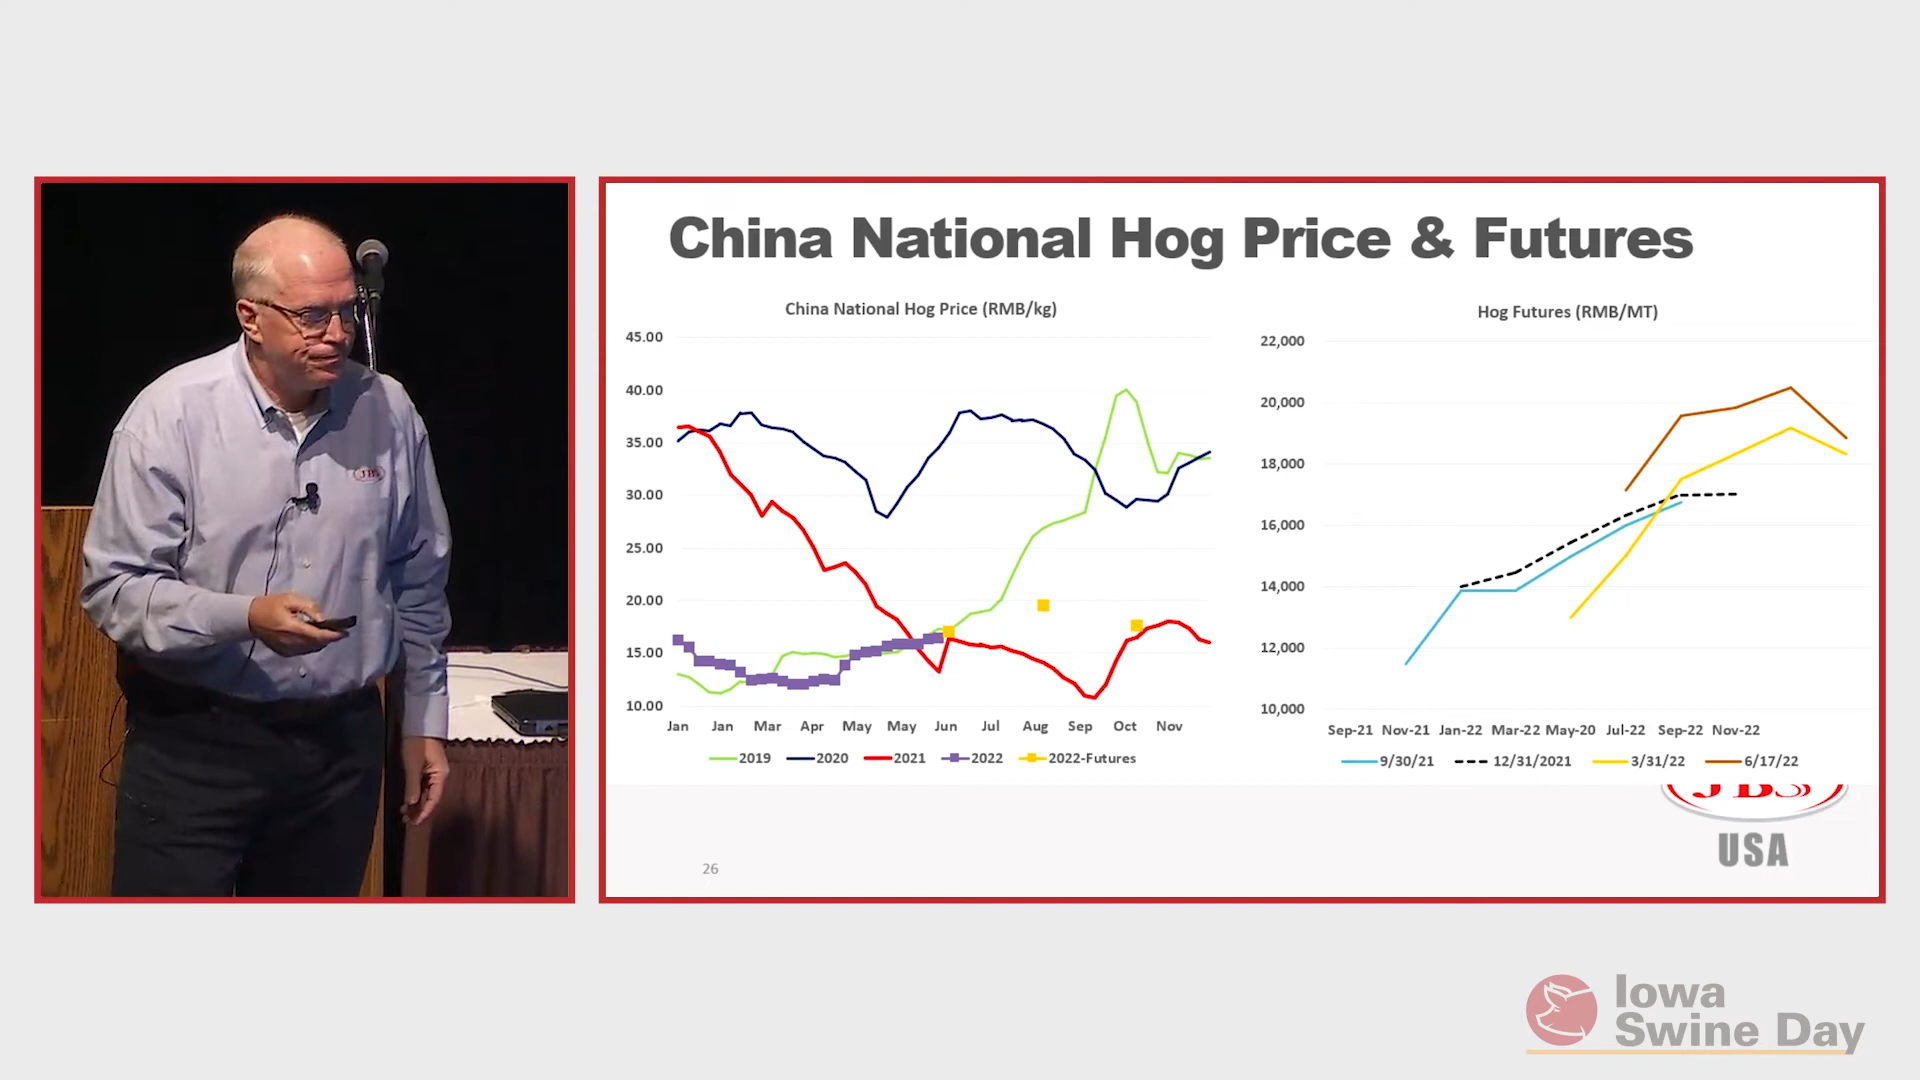 JBS
China National Hog Price & Futures
China National Hog Price (RMB/kg)
45.00
40.00
35.00
30.00
25.00
20.00
15.00
10.00
Jan Jan Mar Apr May May Jun Jul Aug Sep Oct Nov
2019 2020 2021 2022 2022-Futures
Hog Futures (RMB/MT)
22,000
20,000
18,000
16,000
14,000
12,000
10,000
Sep-21 Nov-21 Jan-22 Mar-22 May-20 Jul-22 Sep-22 Nov-22
9/30/21 12/31/2021 3/31/22 6/17/22
JBS
USA
26
Iowa
Swine Day